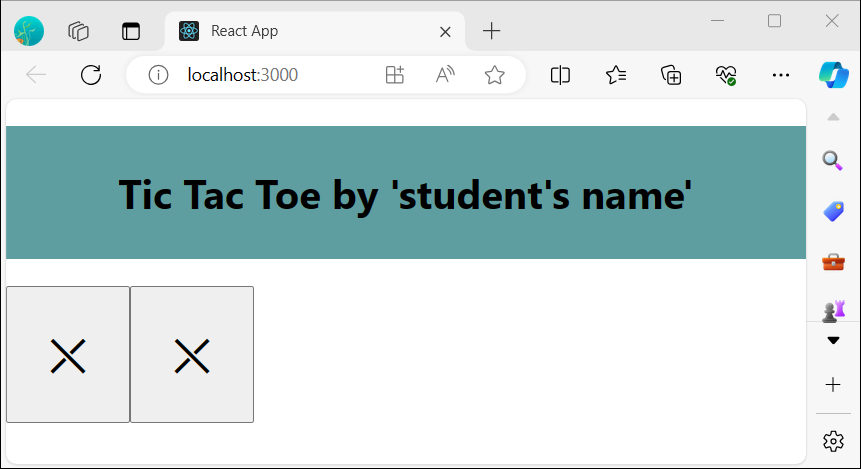 React App
localhost:3000
Tic Tac Toe by 'student's name'
╳ ╳